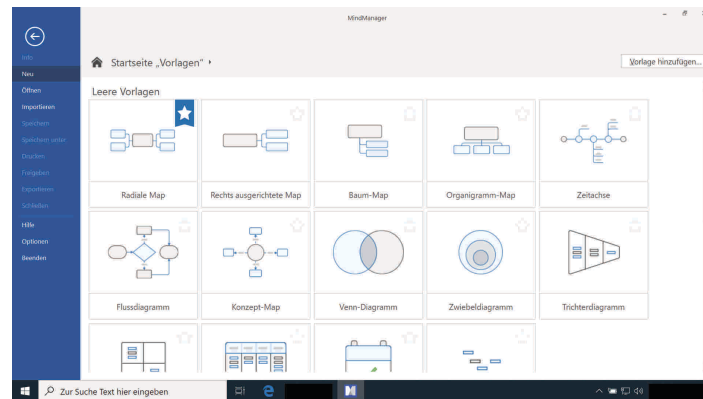 MindManager
Info
Neu
Öffnen
Importieren
Speichern
Speichern unter
Drucken
Freigeben
Exportieren
Schließen
Hilfe
Optionen
Beenden
Startseite „Vorlagen"
Vorlage hinzufügen...
Leere Vorlagen
Radiale Map
Rechts ausgerichtete Map
Baum-Map
Organigramm-Map
Zeitachse
Flussdiagramm
Konzept-Map
Venn-Diagramm
Zwiebeldiagramm
Trichterdiagramm
Zur Suche Text hier eingeben